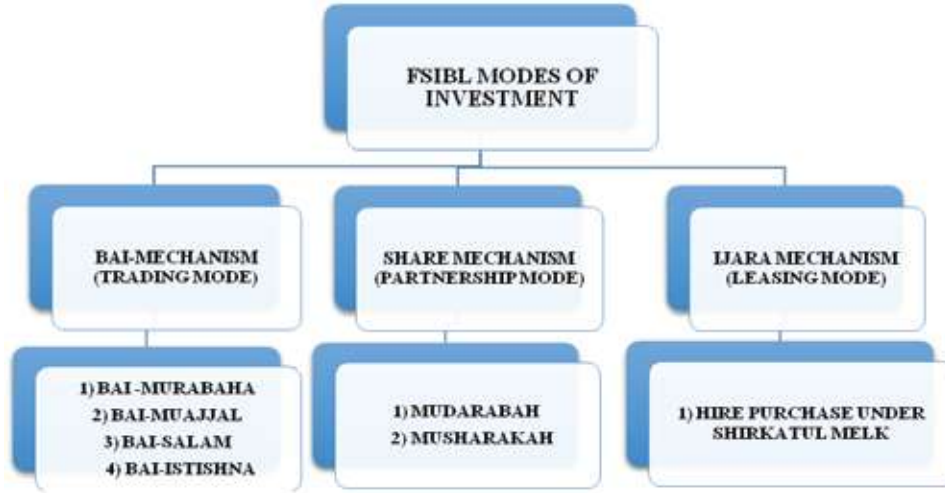 FSIBL MODES OF
INVESTMENT
BAI-MECHANISM
(TRADING MODE)
SHARE MECHANISM
(PARTNERSHIP MODE)
IJARA MECHANISM
(LEASING MODE)
1) BAI -MURABAHA
2) BAI-MUAJJAL
3) BAI-SALAM
4) BAI-ISTISHNA
1) MUDARABAH
2) MUSHARAKAH
1) HIRE PURCHASE UNDER
SHIRKATUL MELK